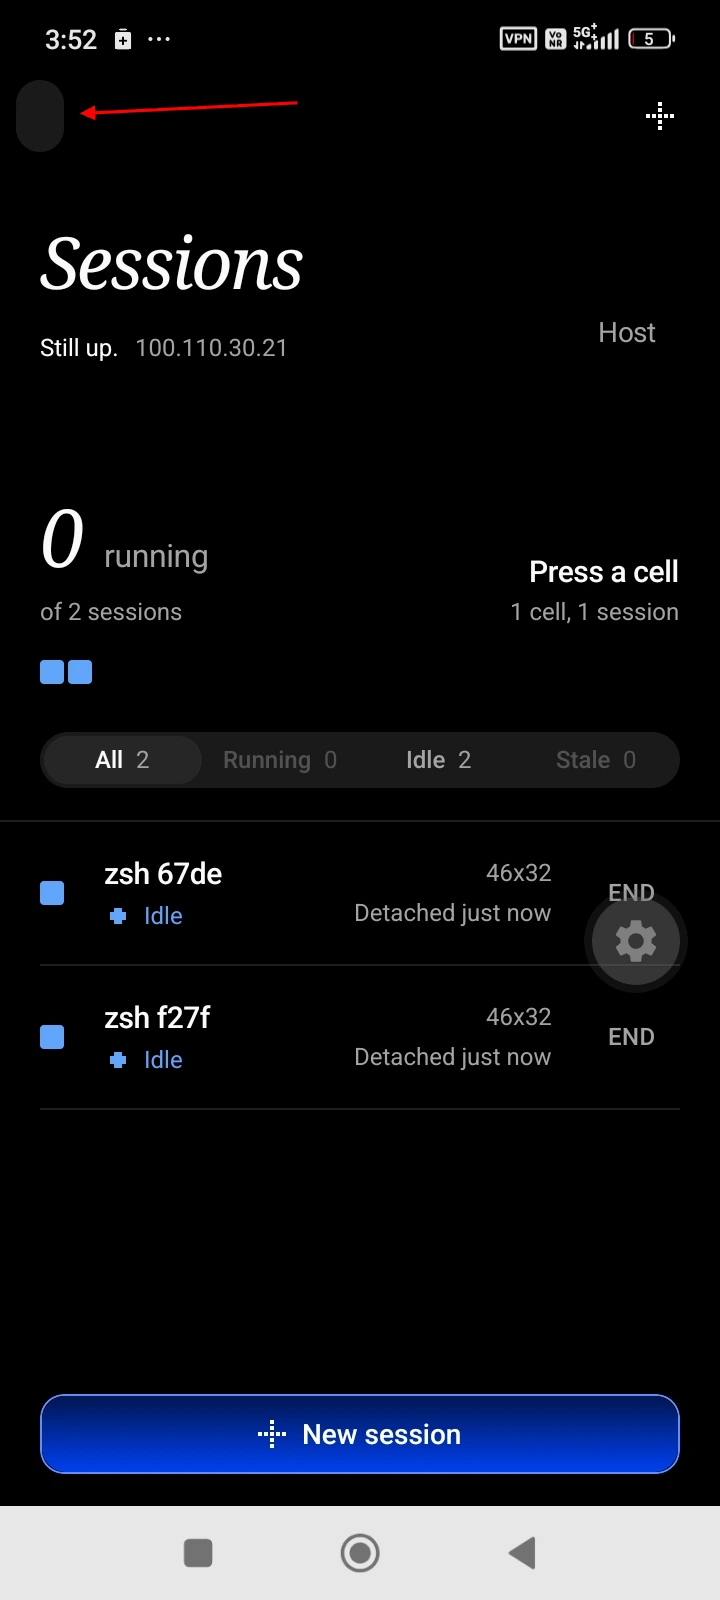 3:52 ... VPN Vo NR 5G+ 5
Sessions
Still up. 100.110.30.21
Host
0 running
of 2 sessions
Press a cell
1 cell, 1 session
All 2 Running 0 Idle 2 Stale 0
zsh 67de
Idle
46x32
Detached just now
END
zsh f27f
Idle
46x32
Detached just now
END
New session